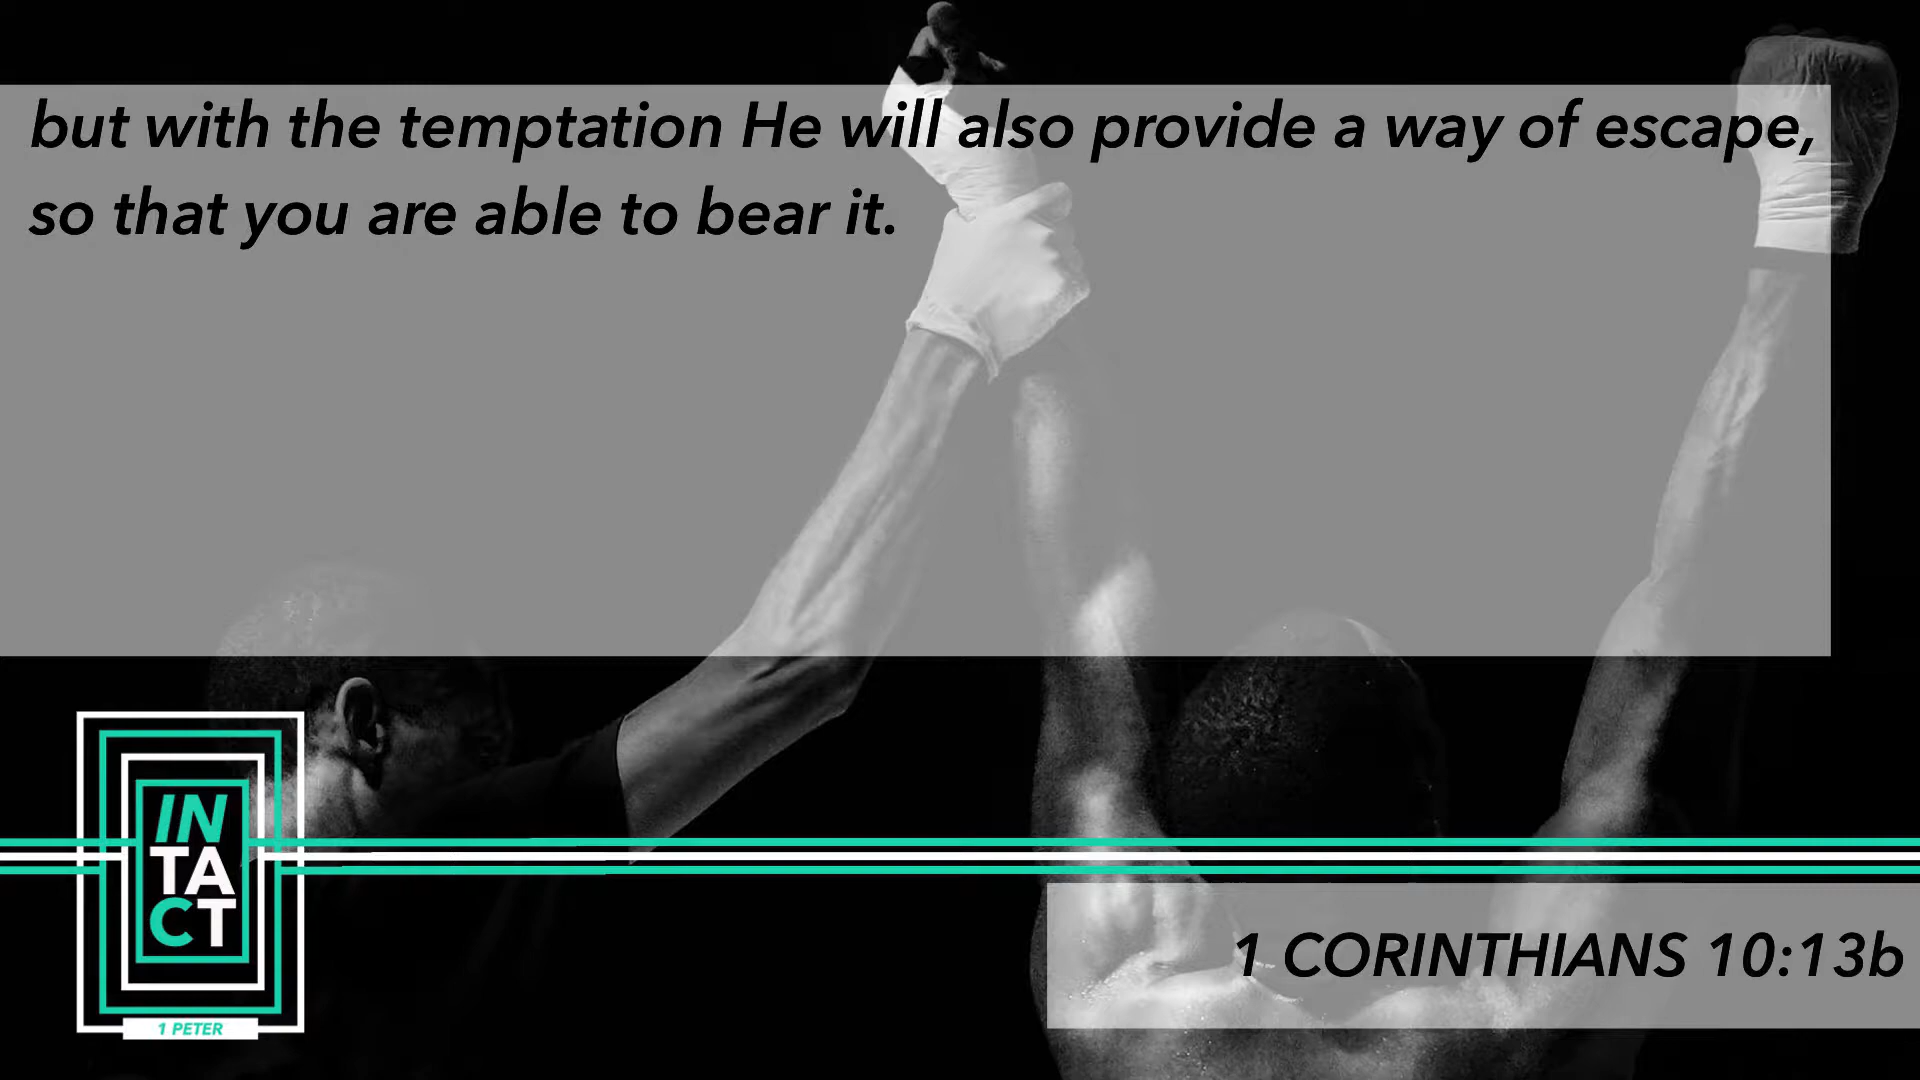 but with the temptation He will also provide a way of escape,
so that you are able to bear it.
IN
TA
CT
1 PETER
1 CORINTHIANS 10:13b